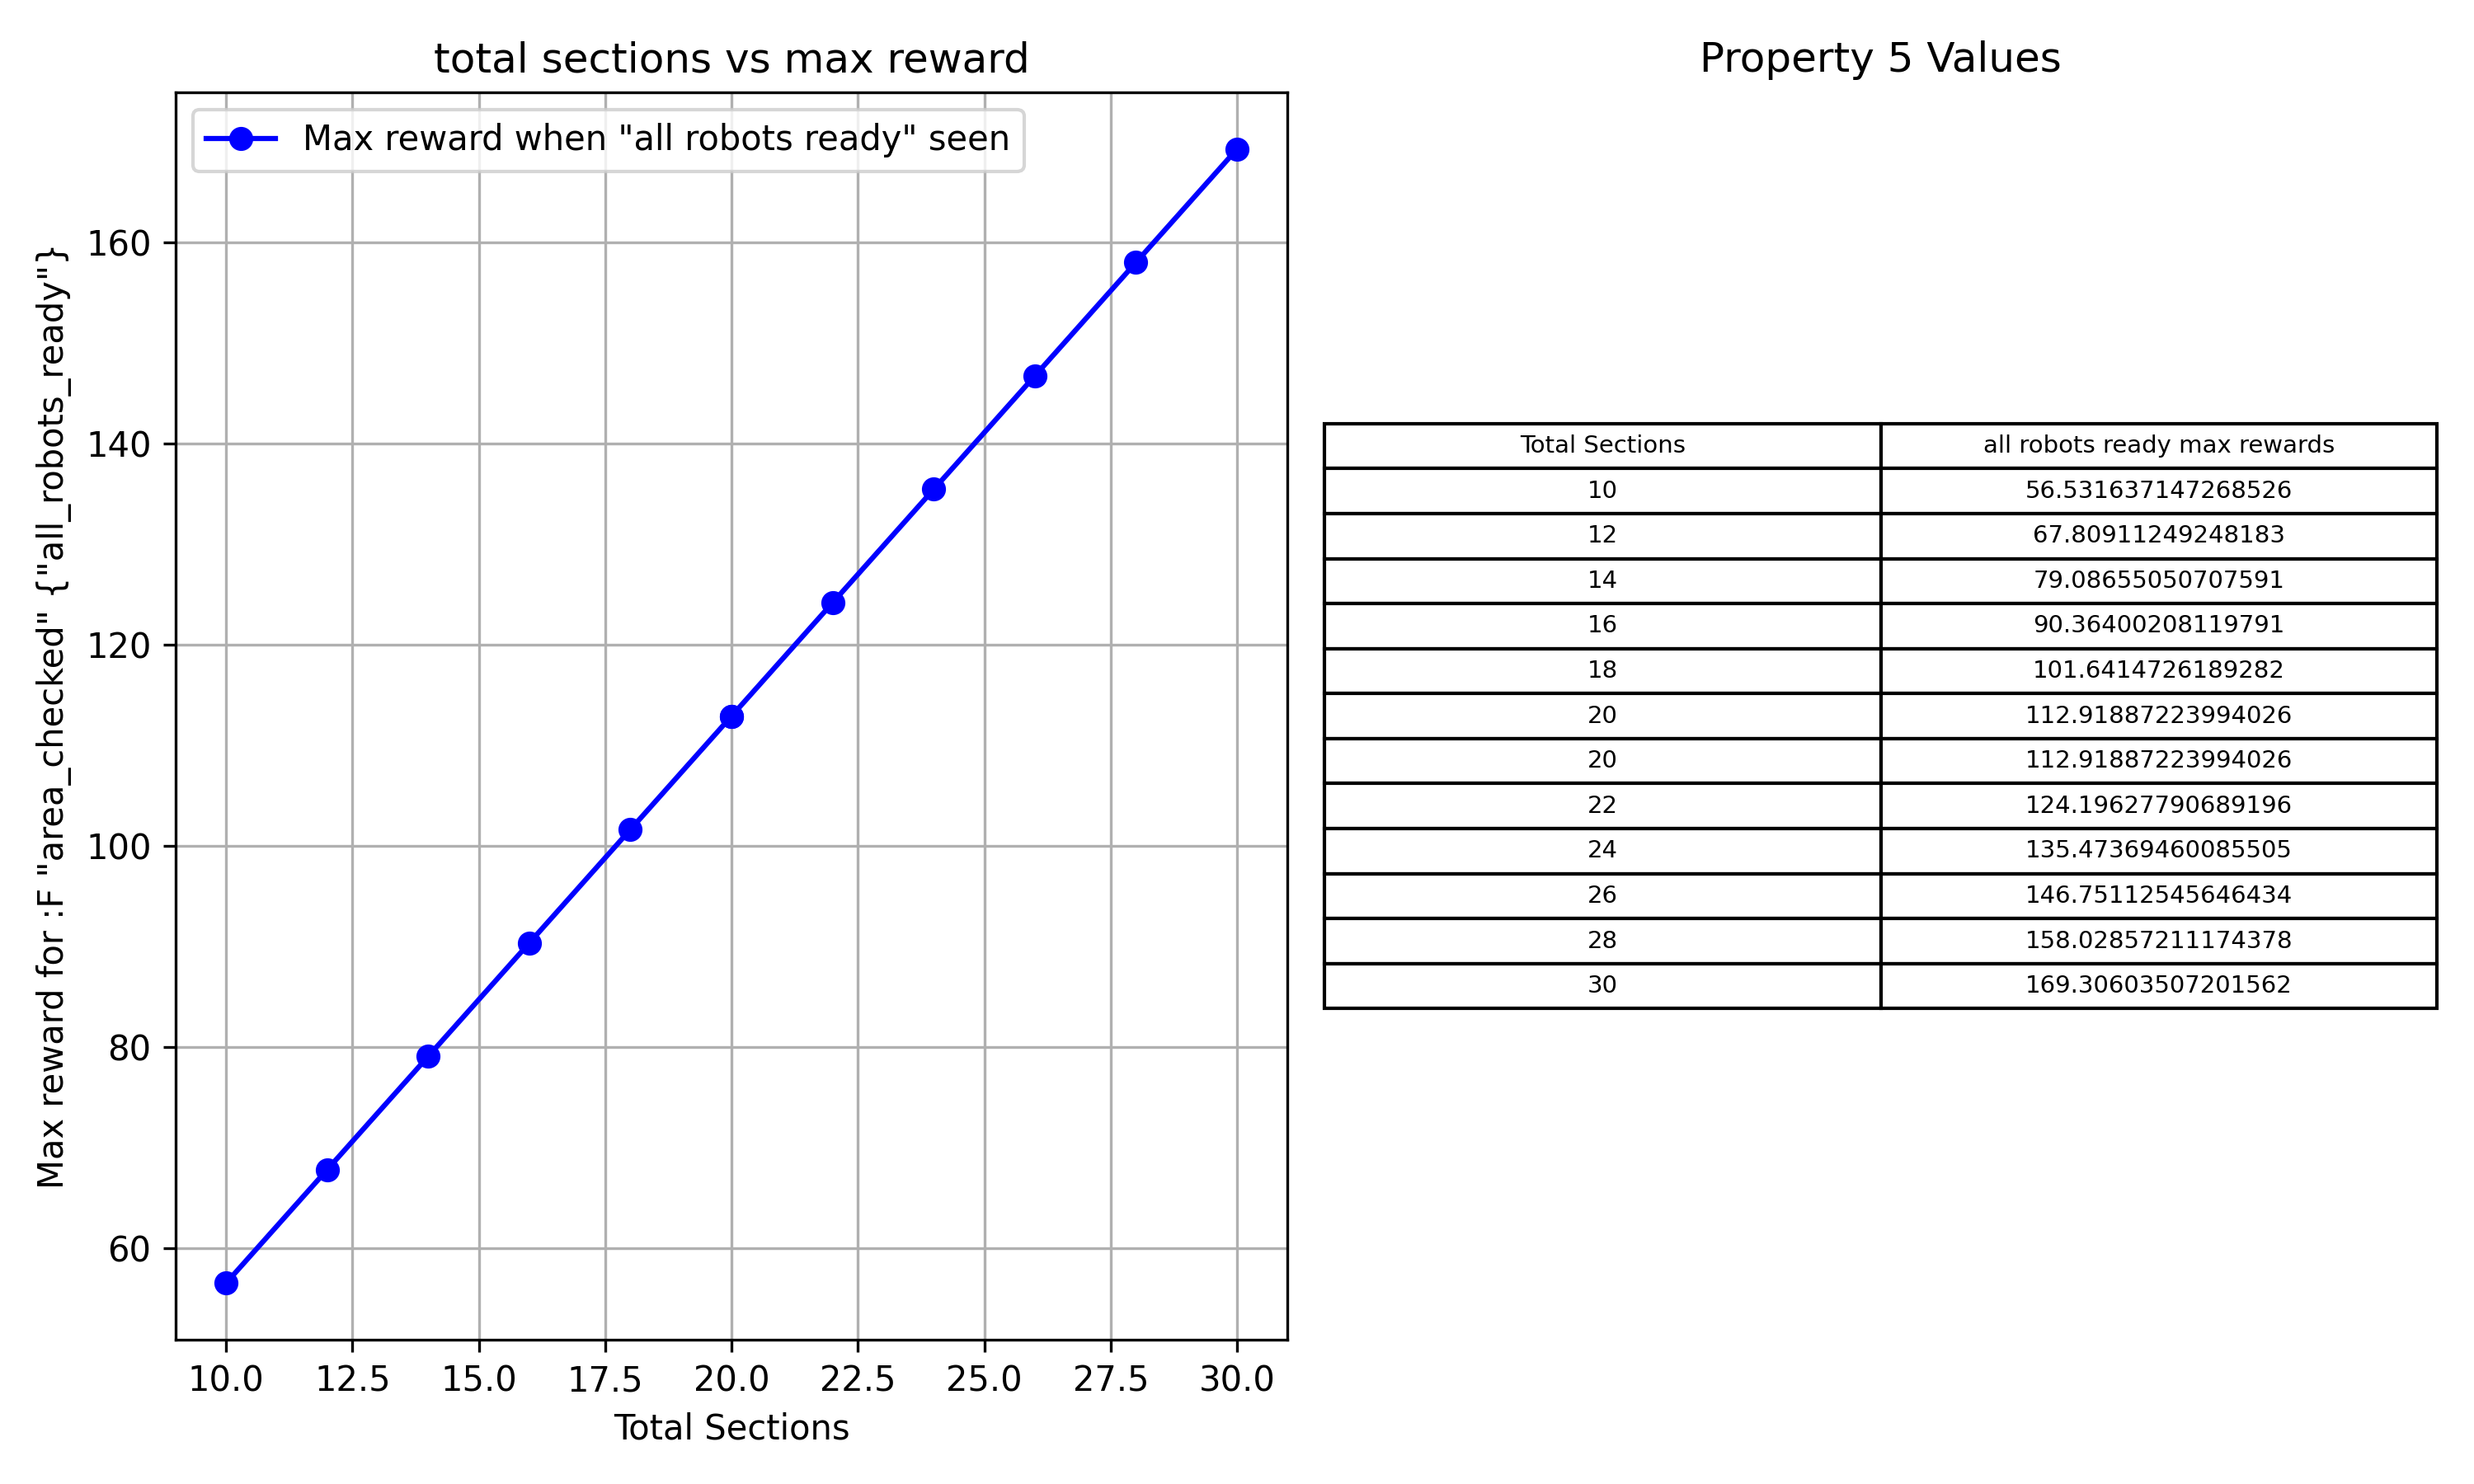 total sections vs max reward
Max reward when "all robots ready" seen
Max reward for :F "area_checked" {"all_robots_ready"}
160
140
120
100
80
60
10.0 12.5 15.0 17.5 20.0 22.5 25.0 27.5 30.0
Total Sections
Property 5 Values
Total Sections all robots ready max rewards
10 56.531637147268526
12 67.80911249248183
14 79.08655050707591
16 90.36400208119791
18 101.6414726189282
20 112.91887223994026
20 112.91887223994026
22 124.19627790689196
24 135.47369460085505
26 146.75112545646434
28 158.02857211174378
30 169.30603507201562